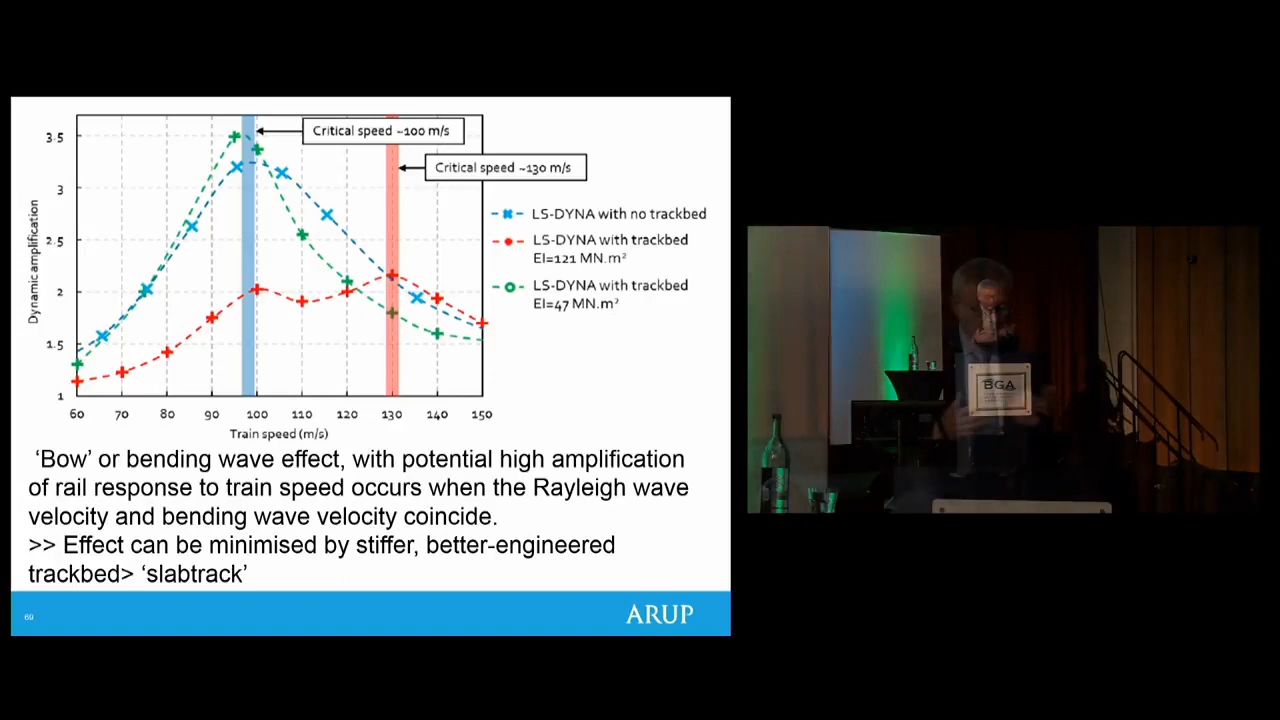 3.5
3
2.5
2
1.5
1
Dynamic amplification
60 70 80 90 100 110 120 130 140 150
Train speed (m/s)
Critical speed ~100 m/s
Critical speed ~130 m/s
LS-DYNA with no trackbed
LS-DYNA with trackbed
EI=121 MN.m²
LS-DYNA with trackbed
EI=47 MN.m²
‘Bow’ or bending wave effect, with potential high amplification
of rail response to train speed occurs when the Rayleigh wave
velocity and bending wave velocity coincide.
>> Effect can be minimised by stiffer, better-engineered
trackbed> ‘slabtrack’
69
ARUP
BGA